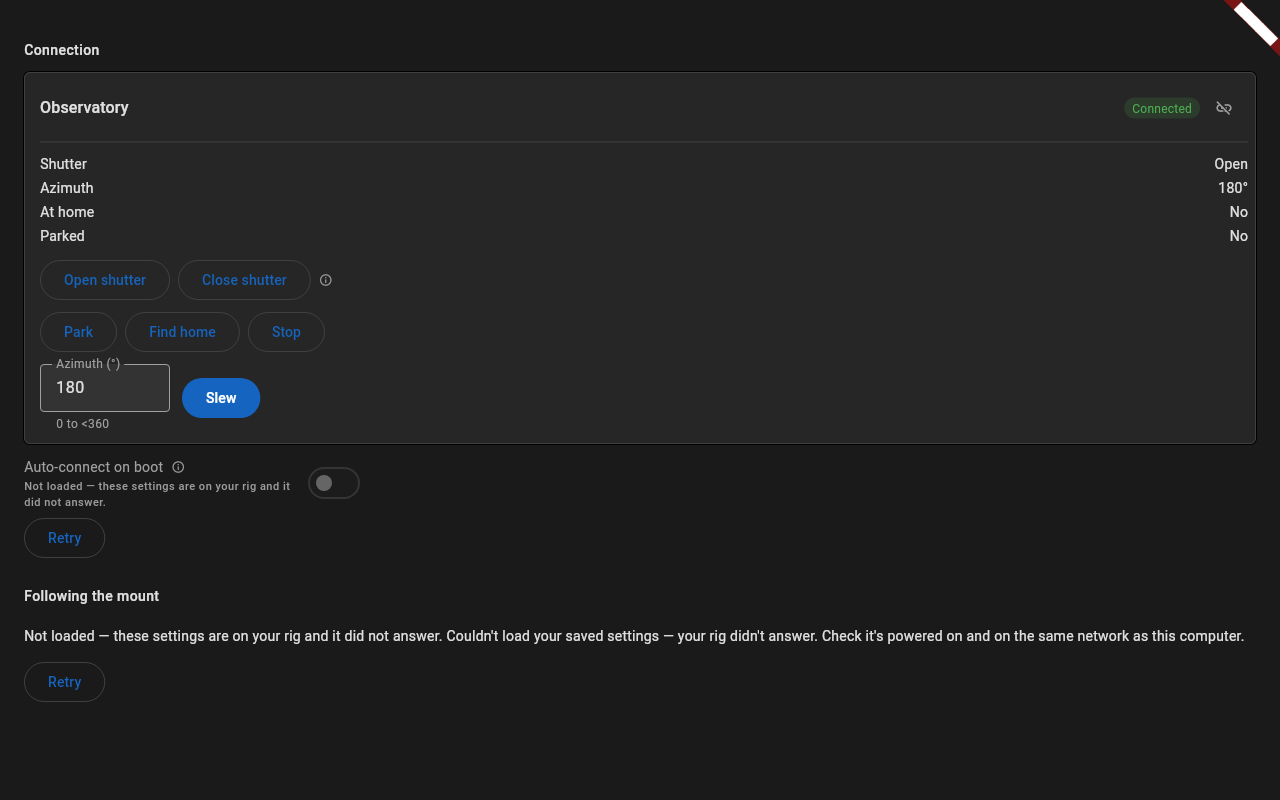 Connection
Observatory
Connected
Shutter
Open
Azimuth
180°
At home
No
Parked
No
Open shutter
Close shutter
Park
Find home
Stop
Azimuth (°)
180
Slew
0 to <360
Auto-connect on boot
Not loaded — these settings are on your rig and it
did not answer.
Retry
Following the mount
Not loaded — these settings are on your rig and it did not answer. Couldn't load your saved settings — your rig didn't answer. Check it's powered on and on the same network as this computer.
Retry